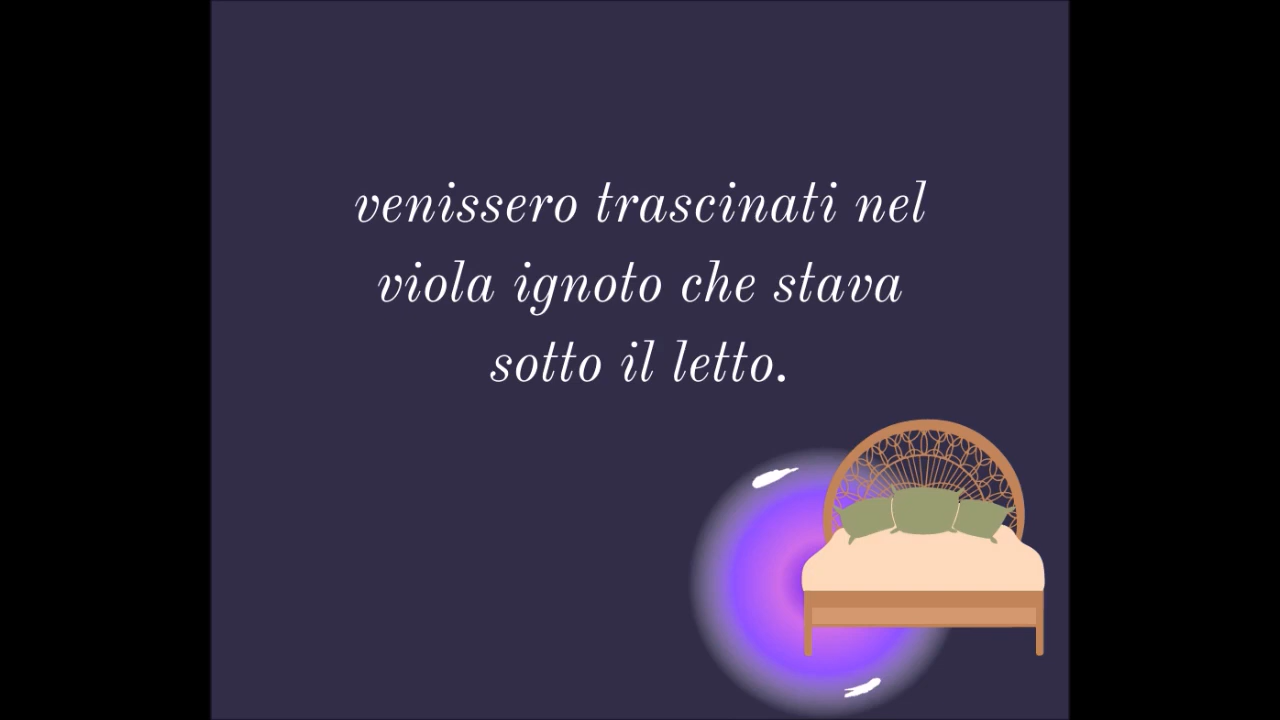 venissero trascinati nel
viola ignoto che stava
sotto il letto.